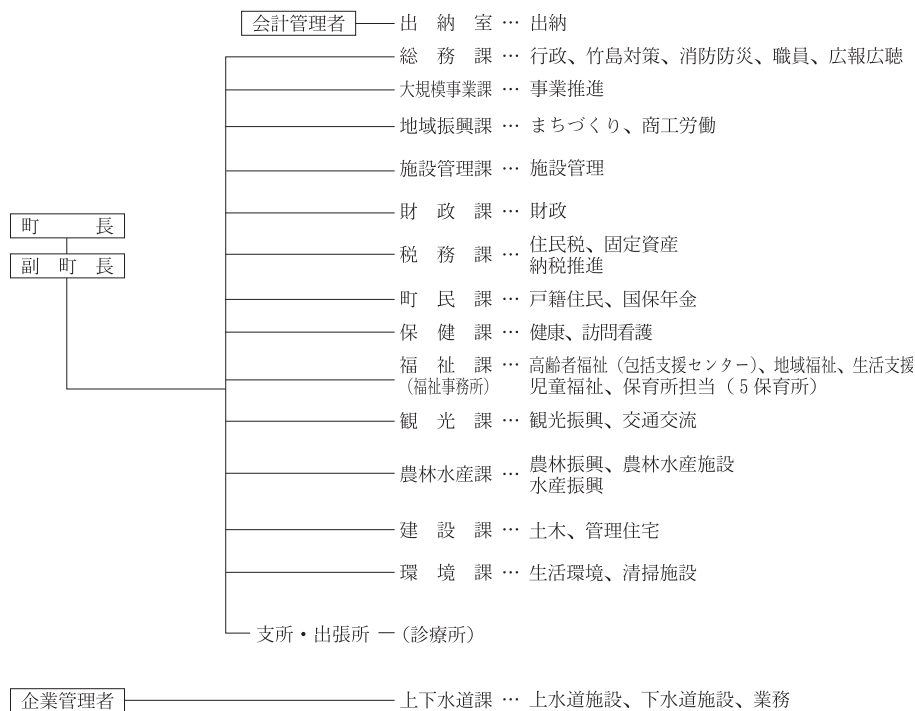 会計管理者 出納室 … 出納
総務課 … 行政、竹島対策、消防防災、職員、広報広聴
大規模事業課 … 事業推進
地域振興課 … まちづくり、商工労働
施設管理課 … 施設管理
町長
副町長
財政課 … 財政
税務課 … 住民税、固定資産
納税推進
町民課 … 戸籍住民、国保年金
保健課 … 健康、訪問看護
福祉課 … 高齢者福祉（包括支援センター）、地域福祉、生活支援
（福祉事務所） 児童福祉、保育所担当（5保育所）
観光課 … 観光振興、交通交流
農林水産課 … 農林振興、農林水産施設
水産振興
建設課 … 土木、管理住宅
環境課 … 生活環境、清掃施設
支所・出張所 （診療所）
企業管理者 上下水道課 … 上水道施設、下水道施設、業務